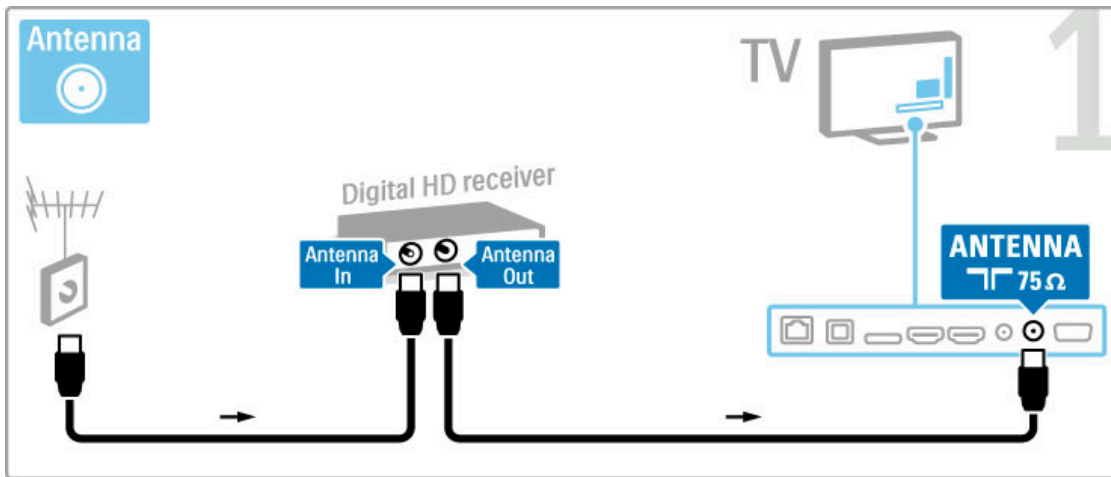 Antenna
TV
1
Digital HD receiver
Antenna
In
Antenna
Out
ANTENNA
75 Ω